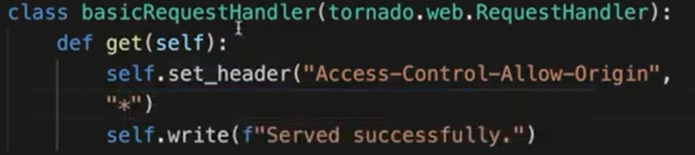 class basicRequestHandler(tornado.web.RequestHandler):
def get(self):
self.set_header("Access-Control-Allow-Origin",
"*")
self.write(f"Served successfully.")